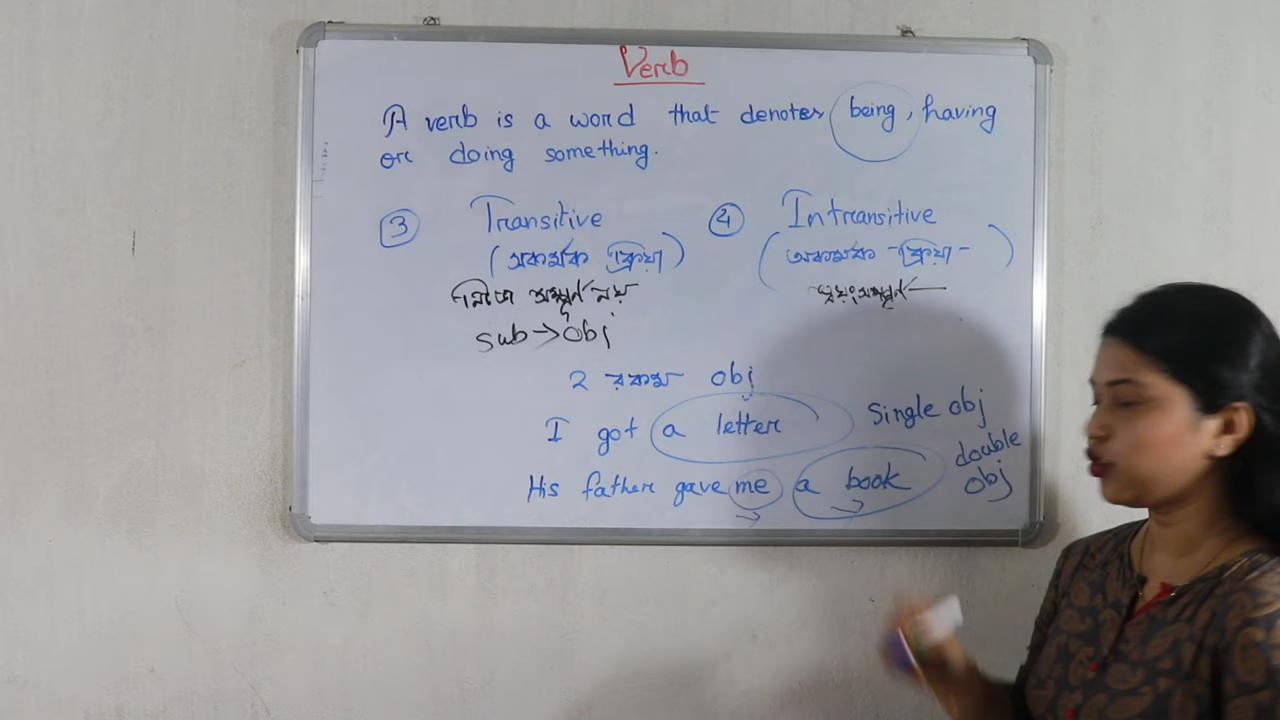 Verb
A verb is a word that denotes being, having
or doing something.
③ Transitive ④ Intransitive
(সকর্মক ক্রিয়া) (অকর্মক ক্রিয়া)
নিজে সম্পূর্ণ নয় স্বয়ংসম্পূর্ণ
sub → obj
2 রকম obj
I got a letter Single obj
His father gave me a book double obj